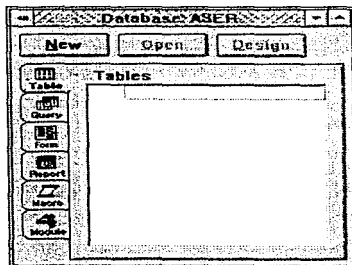 Database: ASER
New Open Design
Tables
Table
Query
Form
Report
Macro
Module